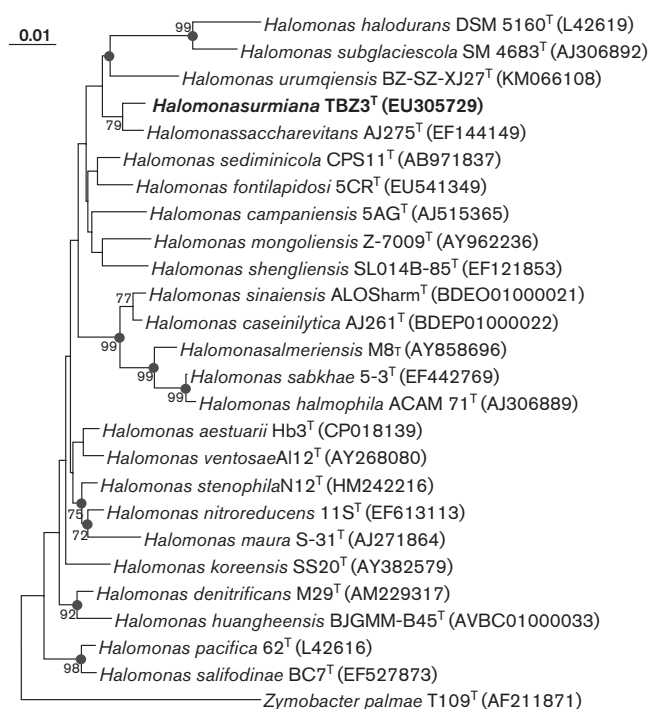 Halomonas halodurans DSM 5160T (L42619)
99
0.01
Halomonas subglaciescola SM 4683T (AJ306892)
Halomonas urumqiensis BZ-SZ-XJ27T (KM066108)
Halomonasurmiana TBZ3T (EU305729)
79
Halomonassaccharevitans AJ275T (EF144149)
Halomonas sediminicola CPS11T (AB971837)
Halomonas fontilapidosi 5CRT (EU541349)
Halomonas campaniensis 5AGT (AJ515365)
Halomonas mongoliensis Z-7009T (AY962236)
Halomonas shengliensis SL014B-85T (EF121853)
Halomonas sinaiensis ALOSharmT (BDEO01000021)
77
Halomonas caseinilytica AJ261T (BDEP01000022)
99
Halomonasalmeriensis M8T (AY858696)
99
Halomonas sabkhae 5-3T (EF442769)
99
Halomonas halmophila ACAM 71T (AJ306889)
Halomonas aestuarii Hb3T (CP018139)
Halomonas ventosaeAl12T (AY268080)
Halomonas stenophilaN12T (HM242216)
75
Halomonas nitroreducens 11ST (EF613113)
72
Halomonas maura S-31T (AJ271864)
Halomonas koreensis SS20T (AY382579)
Halomonas denitrificans M29T (AM229317)
92
Halomonas huangheensis BJGMM-B45T (AVBC01000033)
Halomonas pacifica 62T (L42616)
98
Halomonas salifodinae BC7T (EF527873)
Zymobacter palmae T109T (AF211871)